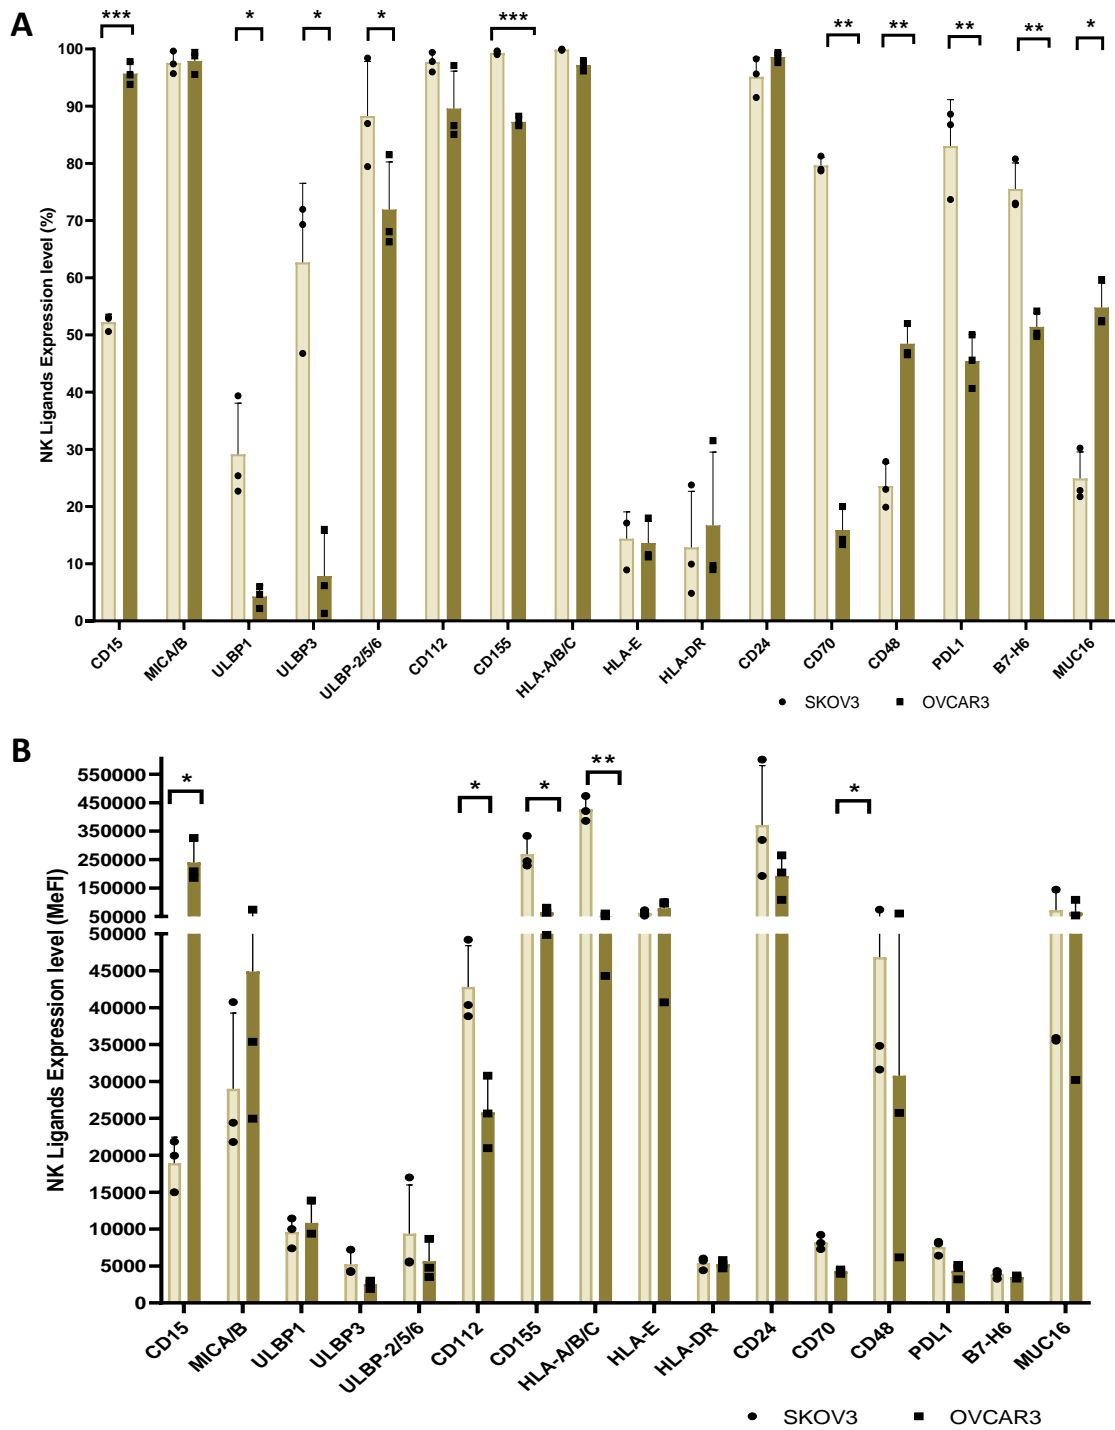 A
*** * * * *** ** ** ** ** *
100
90
80
70
60
50
40
30
20
10
0
NK Ligands Expression level (%)
CD15 MICA/B ULBP1 ULBP3 ULBP-2/5/6 CD112 CD155 HLA-A/B/C HLA-E HLA-DR CD24 CD70 CD48 PDL1 B7-H6 MUC16
SKOV3 OVCAR3
B
* * * ** *
550000
450000
350000
250000
150000
50000
50000
45000
40000
35000
30000
25000
20000
15000
10000
5000
0
NK Ligands Expression level (MeFI)
CD15 MICA/B ULBP1 ULBP3 ULBP-2/5/6 CD112 CD155 HLA-A/B/C HLA-E HLA-DR CD24 CD70 CD48 PDL1 B7-H6 MUC16
SKOV3 OVCAR3